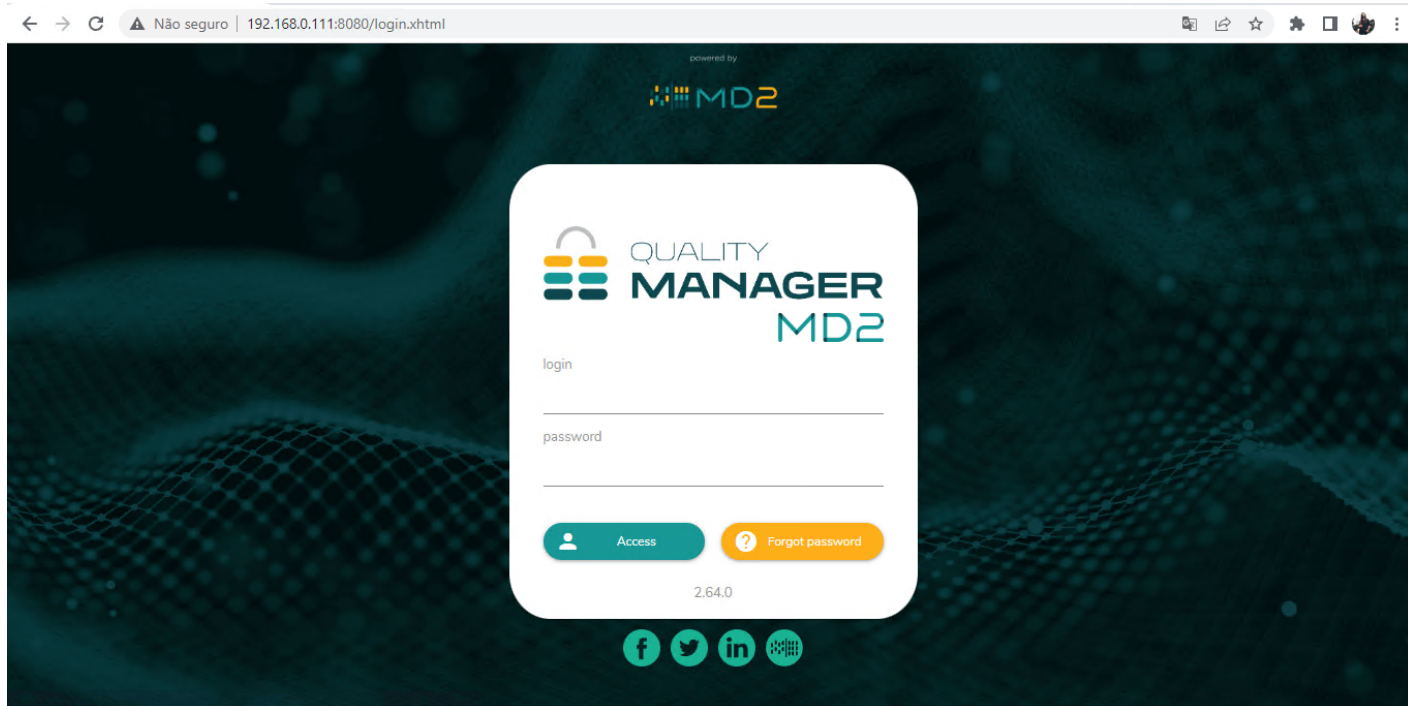 Não seguro | 192.168.0.111:8080/login.xhtml
powered by
MD2
QUALITY
MANAGER
MD2
login
password
Access
? Forgot password
2.64.0
f in